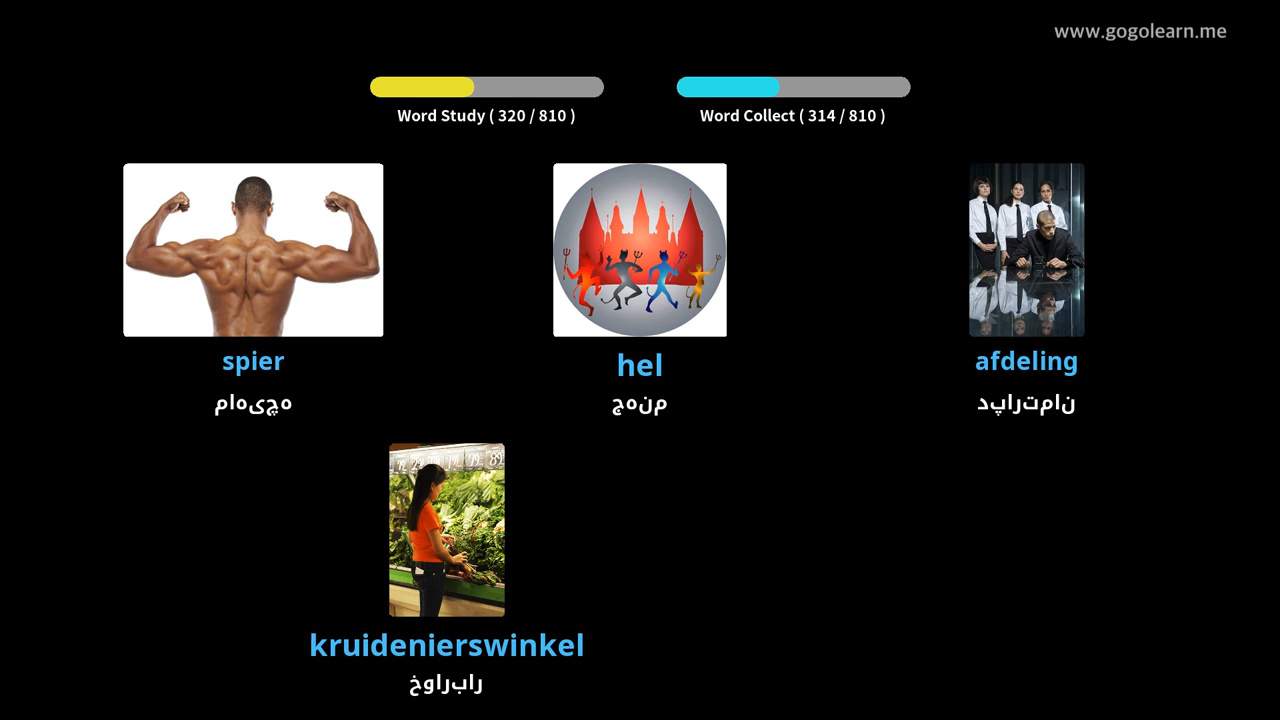 www.gogolearn.me
Word Study ( 320 / 810 )
Word Collect ( 314 / 810 )
spier
هچیهام
hel
منهج
afdeling
نامتراپد
kruidenierswinkel
رابراوخ